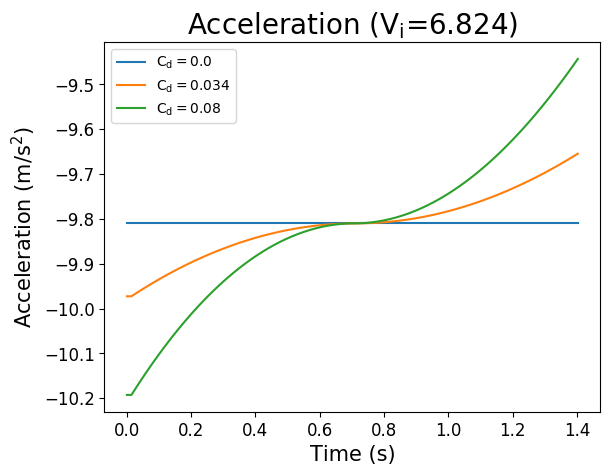 Acceleration (Vi=6.824)
Cd = 0.0
Cd = 0.034
Cd = 0.08
Acceleration (m/s²)
−9.5
−9.6
−9.7
−9.8
−9.9
−10.0
−10.1
−10.2
0.0 0.2 0.4 0.6 0.8 1.0 1.2 1.4
Time (s)